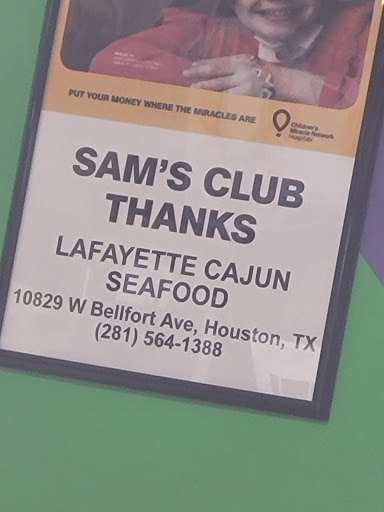 PUT YOUR MONEY WHERE THE MIRACLES ARE
Children's
Miracle Network
Hospitals
SAM'S CLUB
THANKS
LAFAYETTE CAJUN
SEAFOOD
10829 W Bellfort Ave, Houston, TX
(281) 564-1388